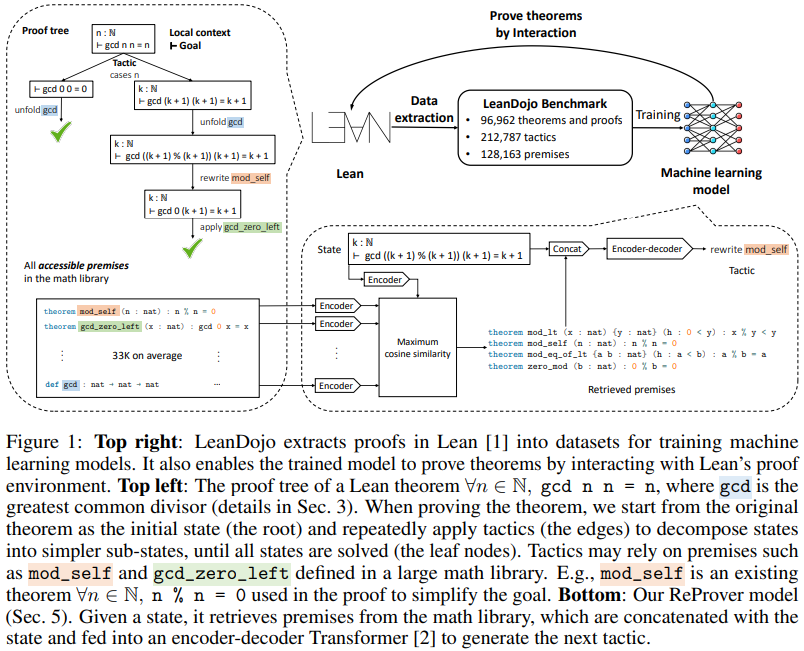 Proof tree
n : ℕ
⊢ gcd n n = n
Local context
⊢ Goal
Tactic
cases n
⊢ gcd 0 0 = 0
unfold gcd
k : ℕ
⊢ gcd (k + 1) (k + 1) = k + 1
unfold gcd
k : ℕ
⊢ gcd ((k + 1) % (k + 1)) (k + 1) = k + 1
rewrite mod_self
k : ℕ
⊢ gcd 0 (k + 1) = k + 1
apply gcd_zero_left
All accessible premises
in the math library
theorem mod_self (n : nat) : n % n = 0
theorem gcd_zero_left (x : nat) : gcd 0 x = x
⋮ 33K on average ⋮
def gcd : nat → nat → nat ⋯
Prove theorems
by Interaction
L∃∀N
Lean
Data
extraction
LeanDojo Benchmark
• 96,962 theorems and proofs
• 212,787 tactics
• 128,163 premises
Training
Machine learning
model
State
k : ℕ
⊢ gcd ((k + 1) % (k + 1)) (k + 1) = k + 1
Concat
Encoder-decoder
rewrite mod_self
Tactic
Encoder
Encoder
Encoder
⋮
Encoder
Maximum
cosine similarity
theorem mod_lt (x : nat) {y : nat} (h : 0 < y) : x % y < y
theorem mod_self (n : nat) : n % n = 0
theorem mod_eq_of_lt {a b : nat} (h : a < b) : a % b = a
theorem zero_mod (b : nat) : 0 % b = 0
Retrieved premises
Figure 1: Top right: LeanDojo extracts proofs in Lean [1] into datasets for training machine
learning models. It also enables the trained model to prove theorems by interacting with Lean's proof
environment. Top left: The proof tree of a Lean theorem ∀n ∈ ℕ, gcd n n = n, where gcd is the
greatest common divisor (details in Sec. 3). When proving the theorem, we start from the original
theorem as the initial state (the root) and repeatedly apply tactics (the edges) to decompose states
into simpler sub-states, until all states are solved (the leaf nodes). Tactics may rely on premises such
as mod_self and gcd_zero_left defined in a large math library. E.g., mod_self is an existing
theorem ∀n ∈ ℕ, n % n = 0 used in the proof to simplify the goal. Bottom: Our ReProver model
(Sec. 5). Given a state, it retrieves premises from the math library, which are concatenated with the
state and fed into an encoder-decoder Transformer [2] to generate the next tactic.